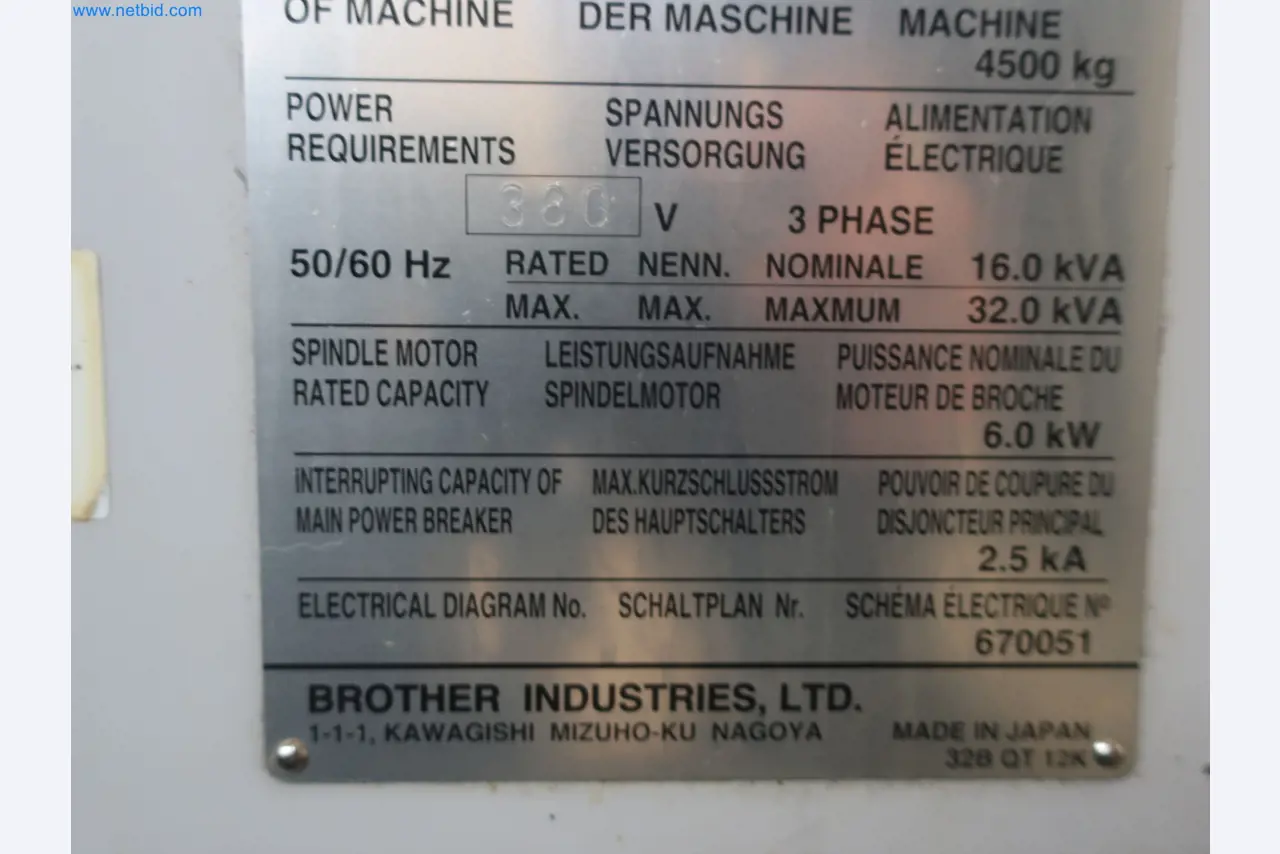 www.netbid.com
OF MACHINE DER MASCHINE MACHINE
4500 kg
POWER SPANNUNGS ALIMENTATION
REQUIREMENTS VERSORGUNG ÉLECTRIQUE
380 V 3 PHASE
50/60 Hz RATED NENN. NOMINALE 16.0 kVA
MAX. MAX. MAXMUM 32.0 kVA
SPINDLE MOTOR LEISTUNGSAUFNAHME PUISSANCE NOMINALE DU
RATED CAPACITY SPINDELMOTOR MOTEUR DE BROCHE
6.0 kW
INTERRUPTING CAPACITY OF MAX.KURZSCHLUSSSTROM POUVOIR DE COUPURE DU
MAIN POWER BREAKER DES HAUPTSCHALTERS DISJONCTEUR PRINCIPAL
2.5 kA
ELECTRICAL DIAGRAM No. SCHALTPLAN Nr. SCHÉMA ÉLECTRIQUE Nº
670051
BROTHER INDUSTRIES, LTD.
1-1-1, KAWAGISHI MIZUHO-KU NAGOYA MADE IN JAPAN
32B QT 12K